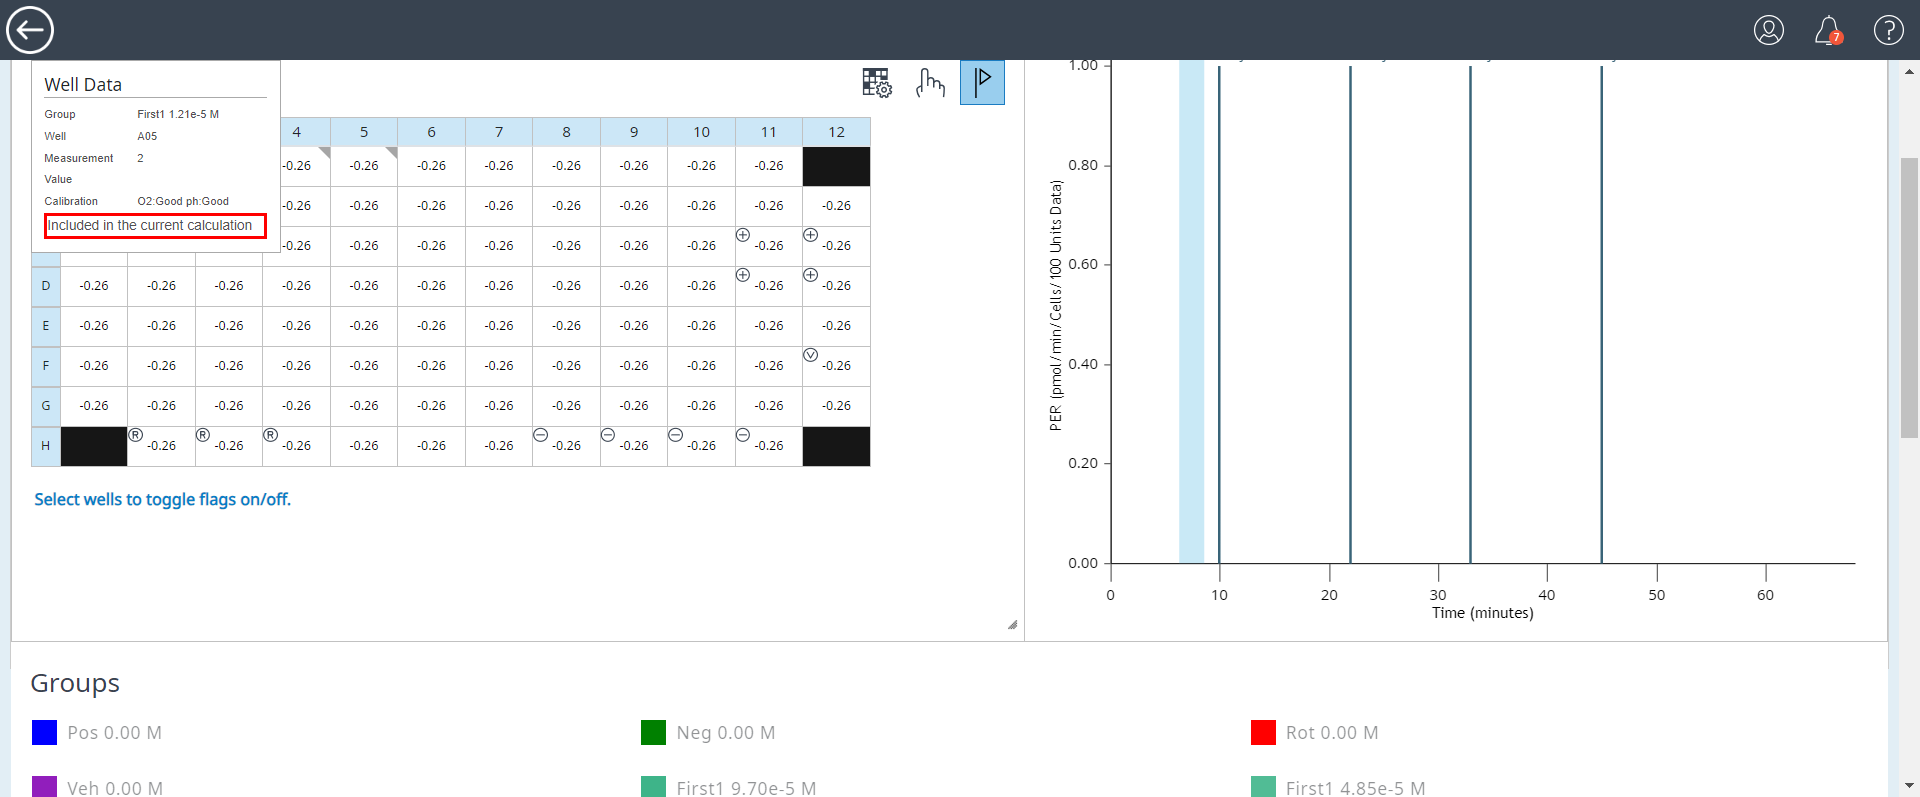 7
Well Data
Group First1 1.21e-5 M
Well A05
Measurement 2
Value
Calibration O2:Good ph:Good
Included in the current calculation
4 5 6 7 8 9 10 11 12
-0.26 -0.26 -0.26 -0.26 -0.26 -0.26 -0.26 -0.26
-0.26 -0.26 -0.26 -0.26 -0.26 -0.26 -0.26 -0.26 -0.26
-0.26 -0.26 -0.26 -0.26 -0.26 -0.26 -0.26 + -0.26 + -0.26
D -0.26 -0.26 -0.26 -0.26 -0.26 -0.26 -0.26 -0.26 -0.26 -0.26 + -0.26 + -0.26
E -0.26 -0.26 -0.26 -0.26 -0.26 -0.26 -0.26 -0.26 -0.26 -0.26 -0.26 -0.26
F -0.26 -0.26 -0.26 -0.26 -0.26 -0.26 -0.26 -0.26 -0.26 -0.26 -0.26 V -0.26
G -0.26 -0.26 -0.26 -0.26 -0.26 -0.26 -0.26 -0.26 -0.26 -0.26 -0.26 -0.26
H R -0.26 R -0.26 R -0.26 -0.26 -0.26 -0.26 - -0.26 - -0.26 - -0.26 - -0.26
Select wells to toggle flags on/off.
PER (pmol/min/Cells/100 Units Data)
1.00
0.80
0.60
0.40
0.20
0.00
0 10 20 30 40 50 60
Time (minutes)
Groups
Pos 0.00 M
Neg 0.00 M
Rot 0.00 M
Veh 0.00 M
First1 9.70e-5 M
First1 4.85e-5 M